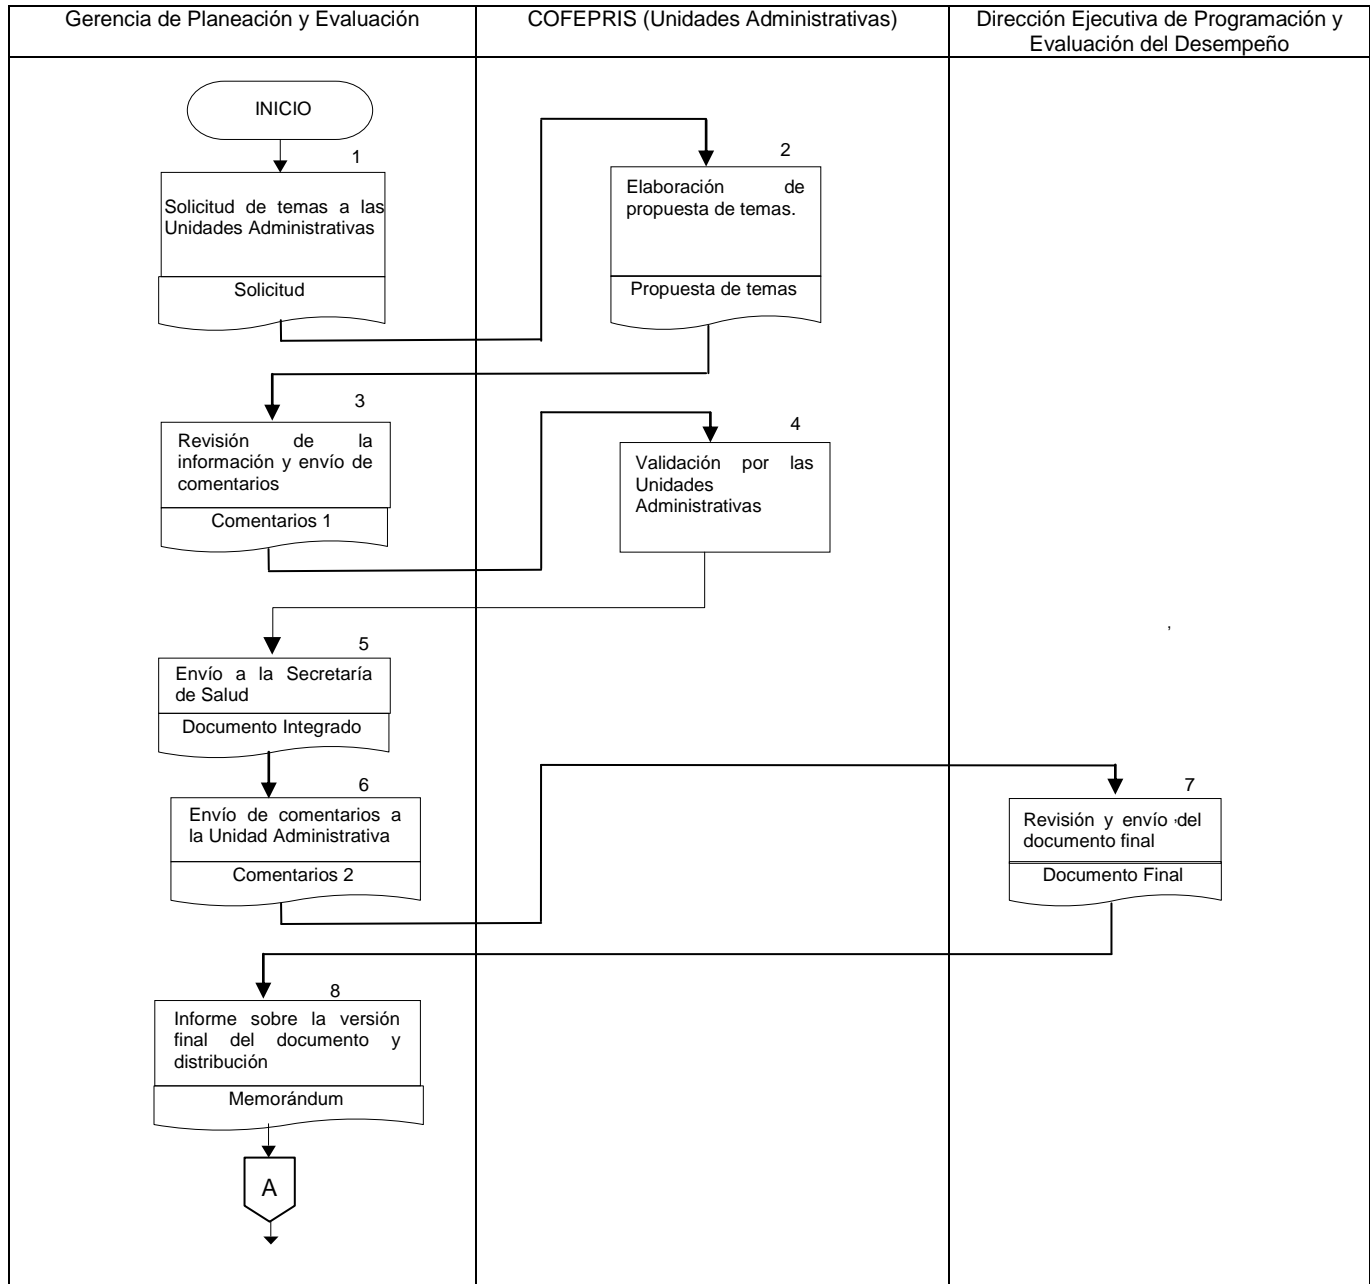 Gerencia de Planeación y Evaluación
COFEPRIS (Unidades Administrativas)
Dirección Ejecutiva de Programación y
Evaluación del Desempeño
INICIO
1
Solicitud de temas a las
Unidades Administrativas
Solicitud
2
Elaboración de
propuesta de temas.
Propuesta de temas
3
Revisión de la
información y envío de
comentarios
Comentarios 1
4
Validación por las
Unidades
Administrativas
,
5
Envío a la Secretaría
de Salud
Documento Integrado
6
Envío de comentarios a
la Unidad Administrativa
Comentarios 2
7
Revisión y envío ,del
documento final
Documento Final
8
Informe sobre la versión
final del documento y
distribución
Memorándum
A